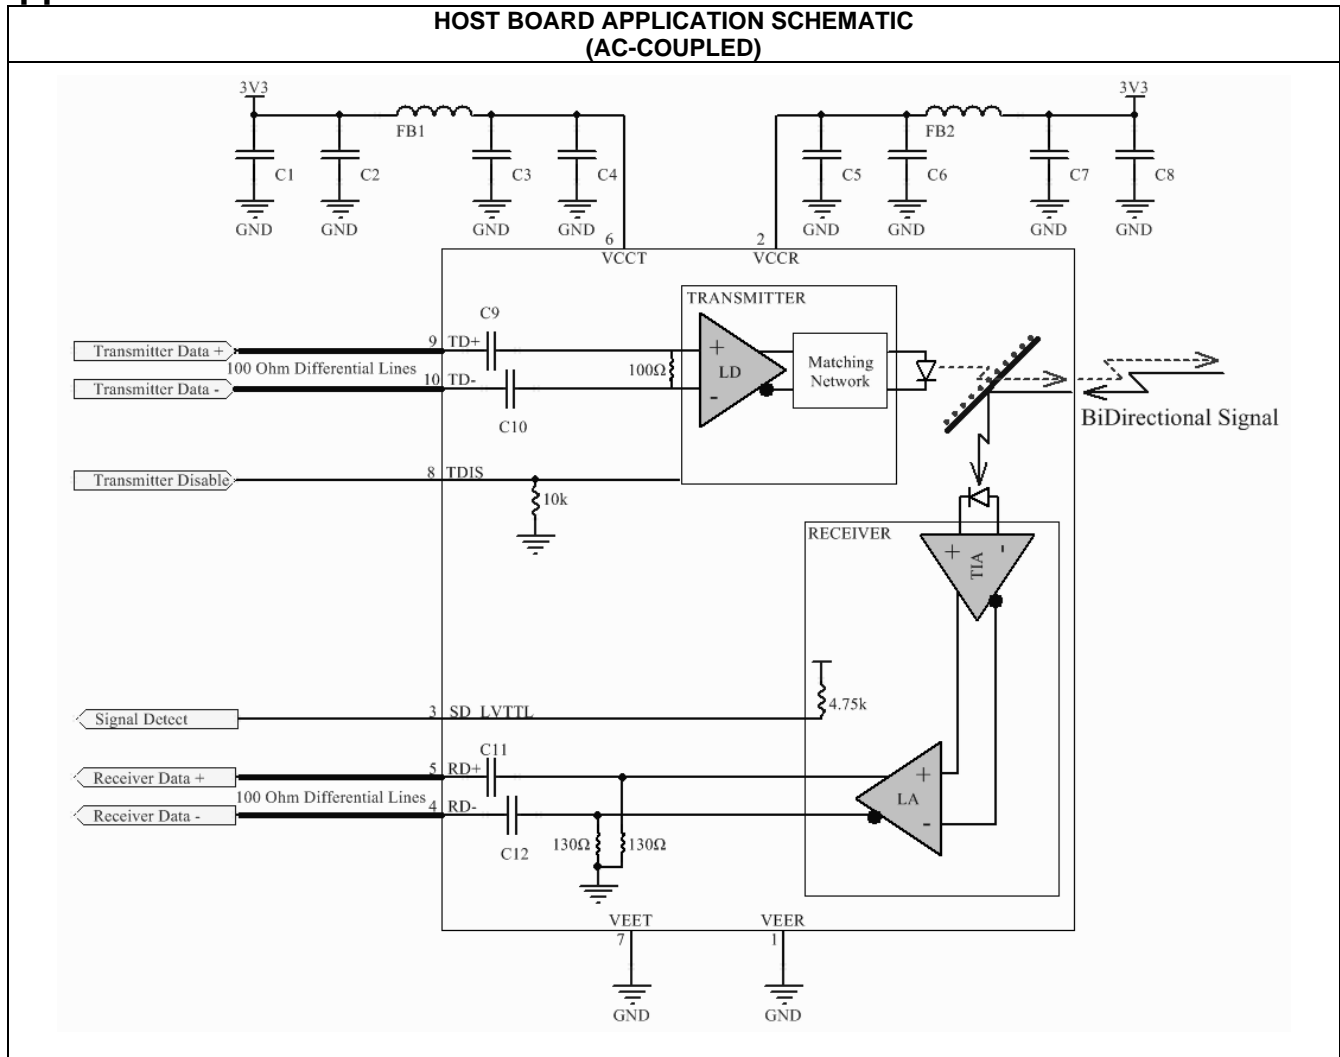 HOST BOARD APPLICATION SCHEMATIC
(AC-COUPLED)
3V3
3V3
FB1
FB2
C1
C2
C3
C4
C5
C6
C7
C8
GND
GND
GND
GND
GND
GND
GND
GND
6
VCCT
2
VCCR
TRANSMITTER
C9
Transmitter Data +
9 TD+
100 Ohm Differential Lines
Transmitter Data -
10 TD-
C10
100Ω
+
LD
-
Matching
Network
BiDirectional Signal
Transmitter Disable
8 TDIS
10k
RECEIVER
+
-
TIA
4.75k
Signal Detect
3 SD_LVTTL
C11
Receiver Data +
5 RD+
100 Ohm Differential Lines
Receiver Data -
4 RD-
C12
130Ω
130Ω
+
LA
-
VEET
7
VEER
1
GND
GND